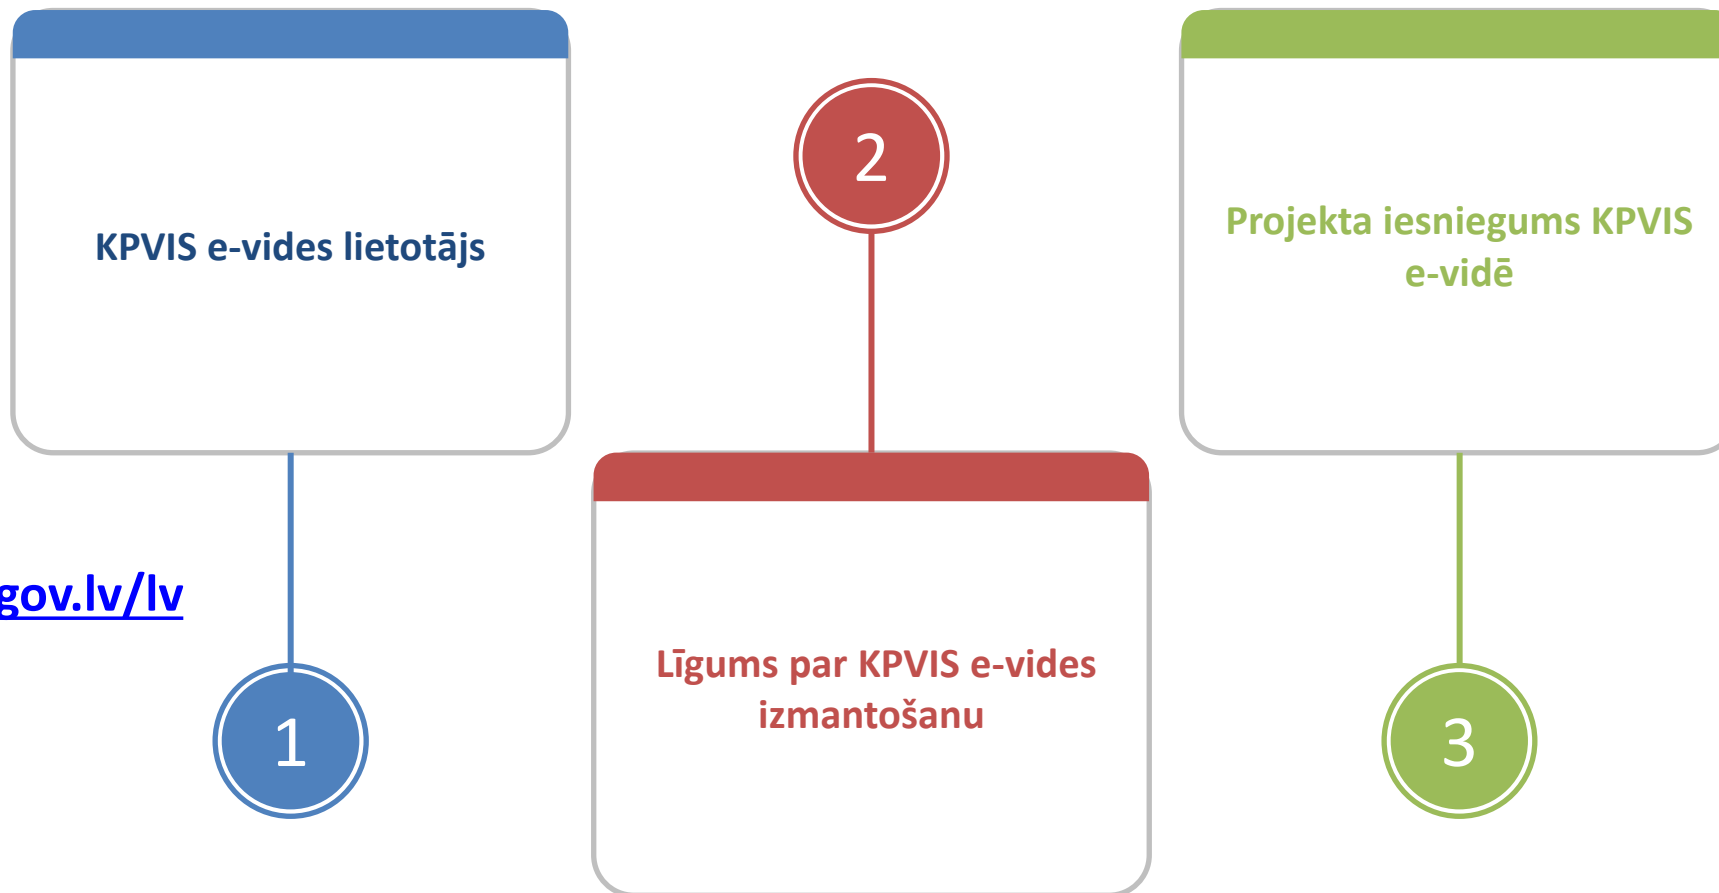 KPVIS e-vides lietotājs
gov.lv/lv
1
2
Līgums par KPVIS e-vides
izmantošanu
Projekta iesniegums KPVIS
e-vidē
3